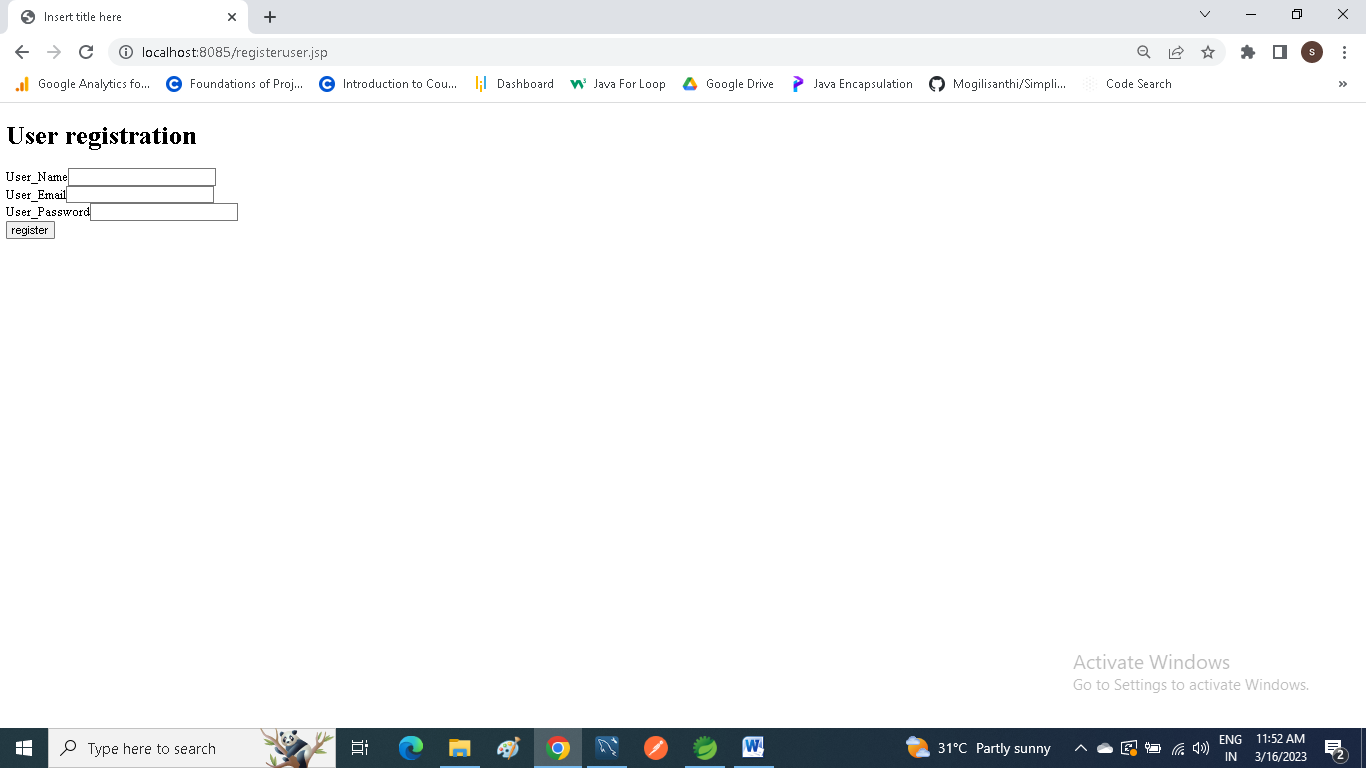 Insert title here
localhost:8085/registeruser.jsp
S
Google Analytics fo... Foundations of Proj... Introduction to Cou... Dashboard Java For Loop Google Drive Java Encapsulation Mogilisanthi/Simpli... Code Search »
User registration
User_Name
User_Email
User_Password
register
Activate Windows
Go to Settings to activate Windows.
Type here to search
31°C Partly sunny
ENG
IN
11:52 AM
3/16/2023
2